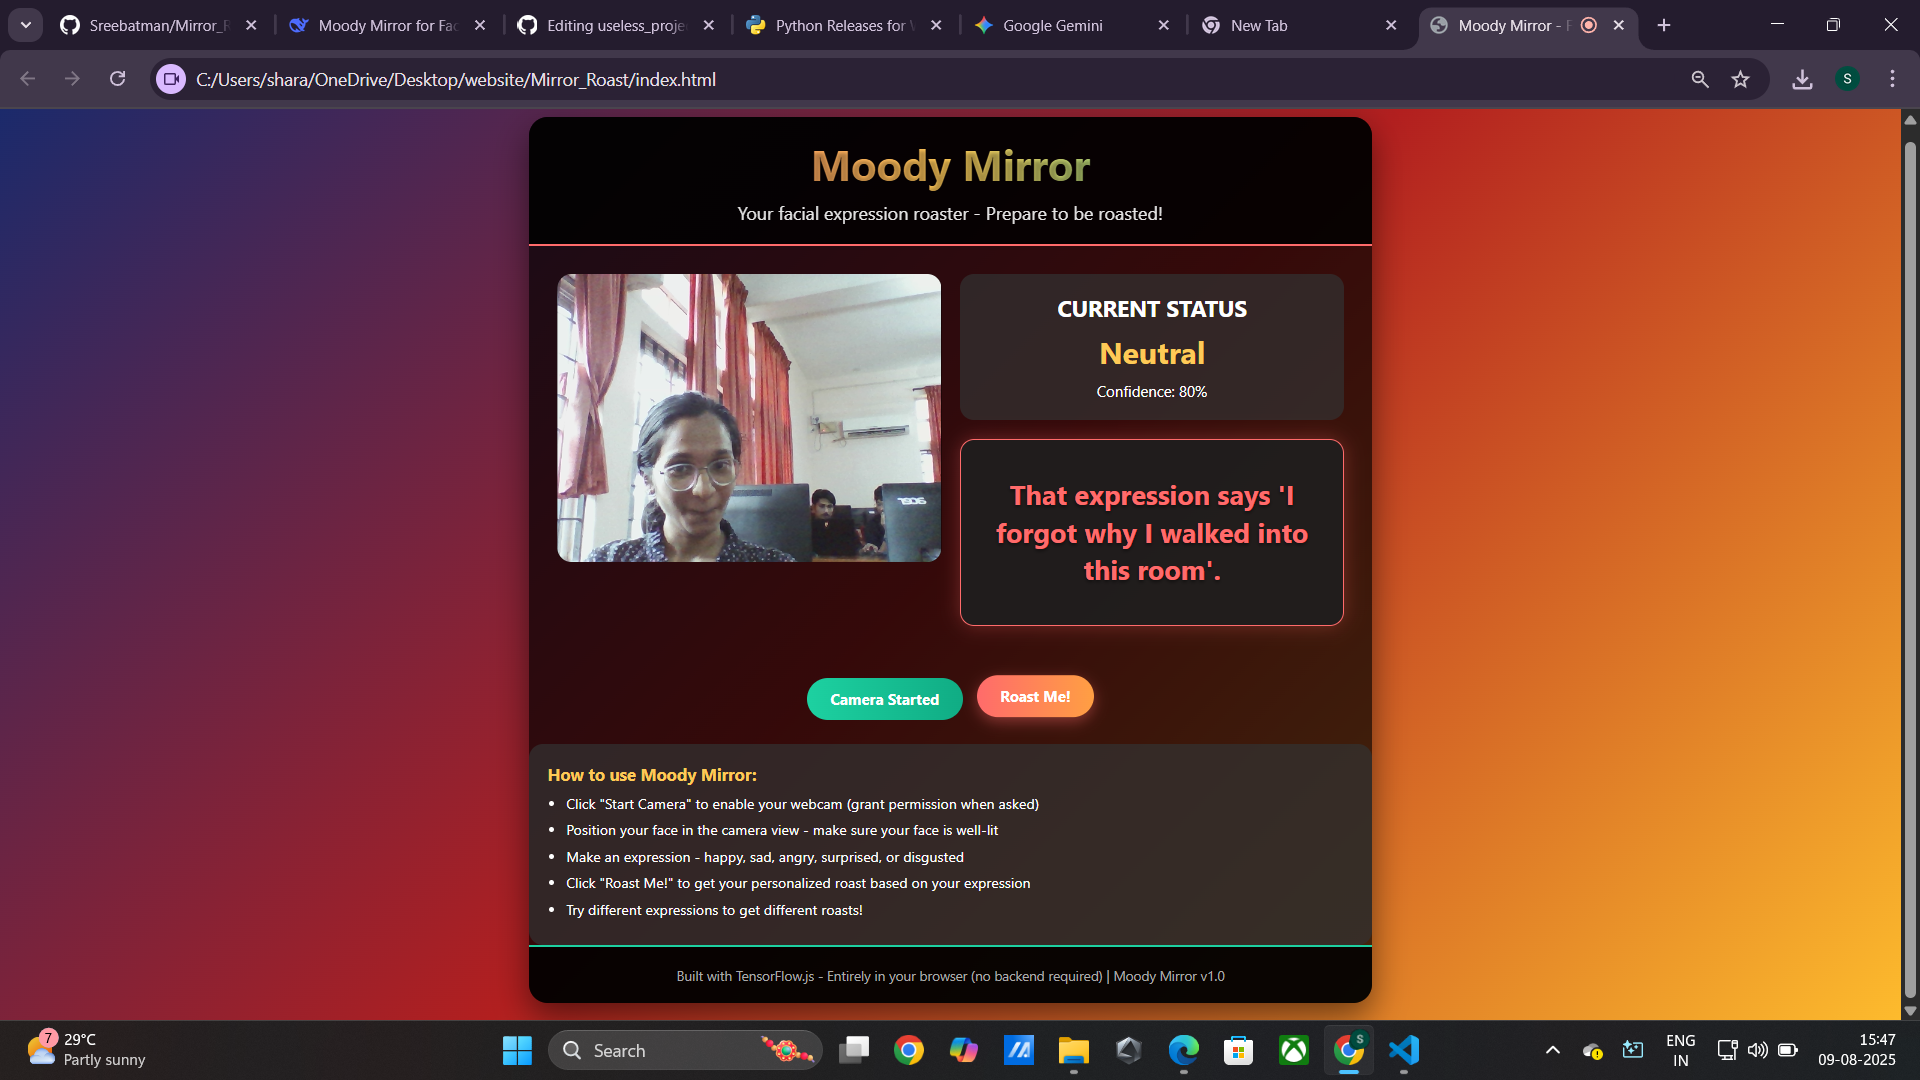 Sreebatman/Mirror_R
Moody Mirror for Fac
Editing useless_proje
Python Releases for
Google Gemini
New Tab
Moody Mirror -
C:/Users/shara/OneDrive/Desktop/website/Mirror_Roast/index.html
S
Moody Mirror
Your facial expression roaster - Prepare to be roasted!
CURRENT STATUS
Neutral
Confidence: 80%
acer
That expression says 'I
forgot why I walked into
this room'.
Camera Started
Roast Me!
How to use Moody Mirror:
• Click "Start Camera" to enable your webcam (grant permission when asked)
• Position your face in the camera view - make sure your face is well-lit
• Make an expression - happy, sad, angry, surprised, or disgusted
• Click "Roast Me!" to get your personalized roast based on your expression
• Try different expressions to get different roasts!
Built with TensorFlow.js - Entirely in your browser (no backend required) | Moody Mirror v1.0
7
29°C
Partly sunny
Search
S
ENG
IN
15:47
09-08-2025